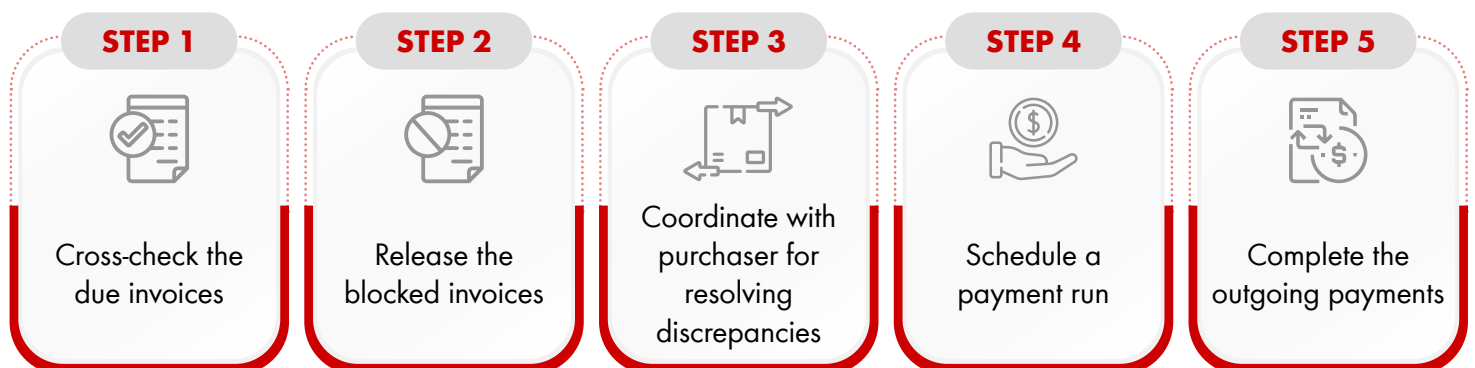 STEP 1
Cross-check the
due invoices
STEP 2
Release the
blocked invoices
STEP 3
Coordinate with
purchaser for
resolving
discrepancies
STEP 4
Schedule a
payment run
STEP 5
Complete the
outgoing payments